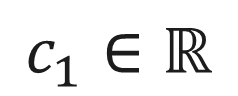 c₁ ∈ ℝ